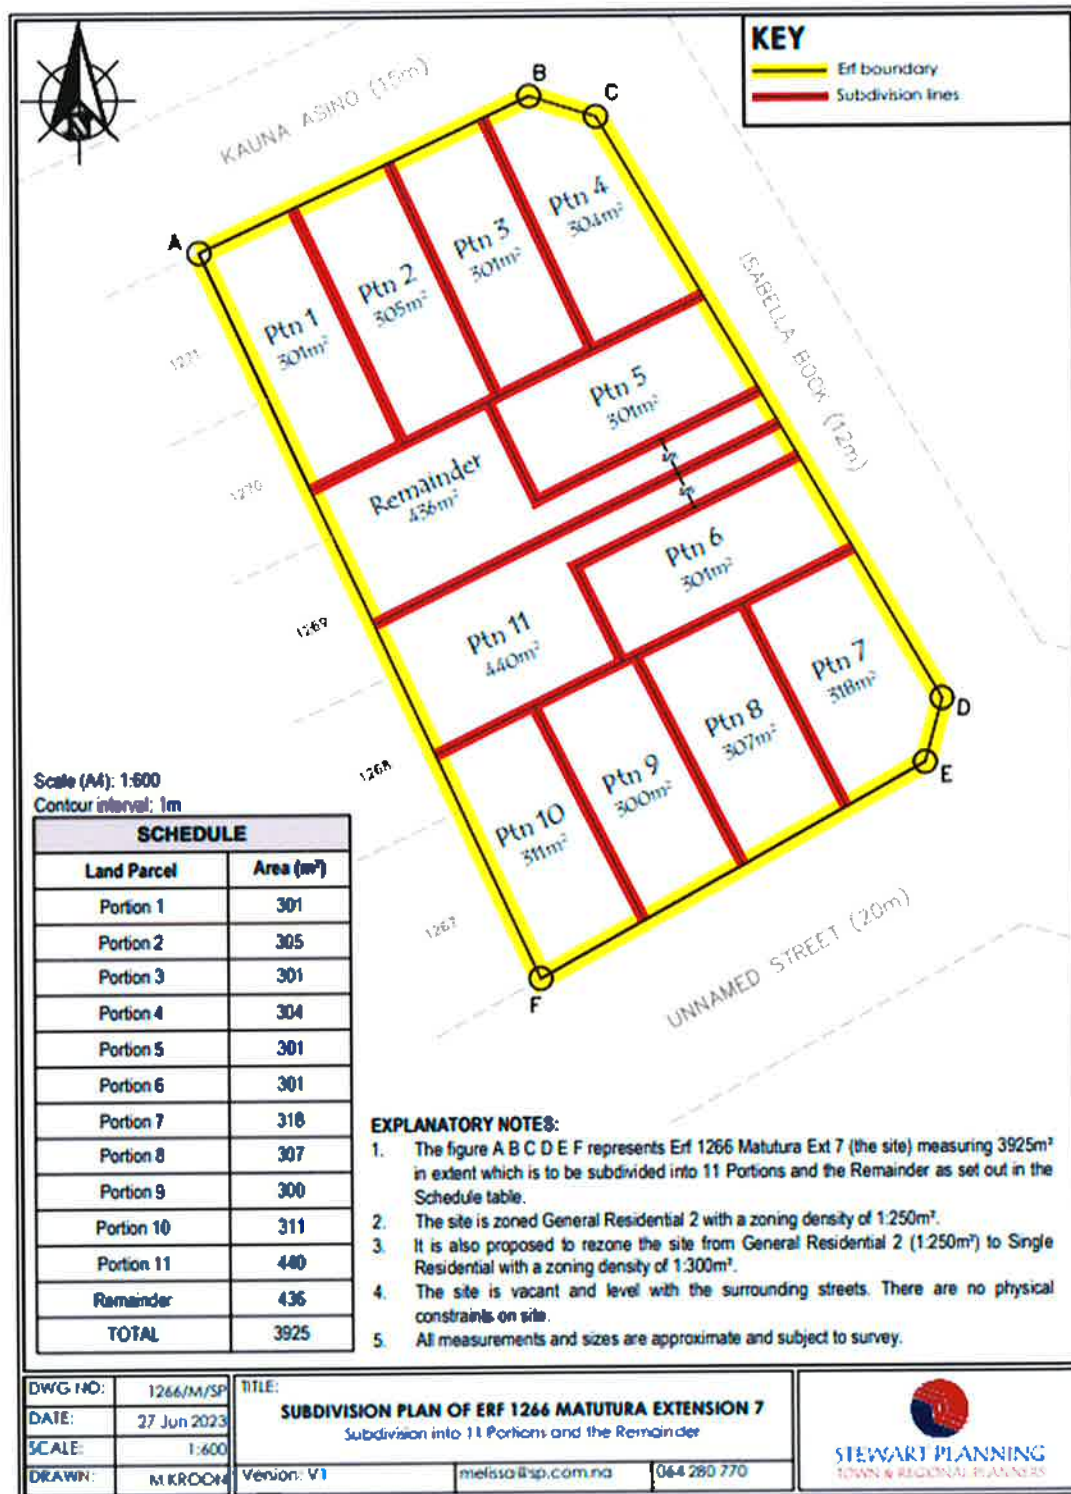 KEY
Erf boundary
Subdivision lines
N
KAUNA ASINO (15m)
B
C
A
Ptn 4
304m²
Ptn 3
301m²
Ptn 2
305m²
Ptn 1
301m²
ISABELLA BOCK (12m)
1271
1270
1269
1268
1267
Ptn 5
301m²
Remainder
436m²
5
5
Ptn 6
301m²
Ptn 11
440m²
Ptn 7
318m²
Ptn 8
307m²
Ptn 9
300m²
Ptn 10
311m²
D
E
F
UNNAMED STREET (20m)
Scale (A4): 1:600
Contour interval: 1m
SCHEDULE
Land Parcel Area (m²)
Portion 1 301
Portion 2 305
Portion 3 301
Portion 4 304
Portion 5 301
Portion 6 301
Portion 7 318
Portion 8 307
Portion 9 300
Portion 10 311
Portion 11 440
Remainder 436
TOTAL 3925
EXPLANATORY NOTES:
1. The figure A B C D E F represents Erf 1266 Matutura Ext 7 (the site) measuring 3925m²
in extent which is to be subdivided into 11 Portions and the Remainder as set out in the
Schedule table.
2. The site is zoned General Residential 2 with a zoning density of 1:250m².
3. It is also proposed to rezone the site from General Residential 2 (1:250m²) to Single
Residential with a zoning density of 1:300m².
4. The site is vacant and level with the surrounding streets. There are no physical
constraints on site.
5. All measurements and sizes are approximate and subject to survey.
DWG NO: 1266/M/SP
DATE: 27 Jun 2023
SCALE: 1:600
DRAWN: M KROON
TITLE:
SUBDIVISION PLAN OF ERF 1266 MATUTURA EXTENSION 7
Subdivision into 11 Portions and the Remainder
Version: V1 melissa@sp.com.na 064 280 770
STEWART PLANNING
TOWN & REGIONAL PLANNERS